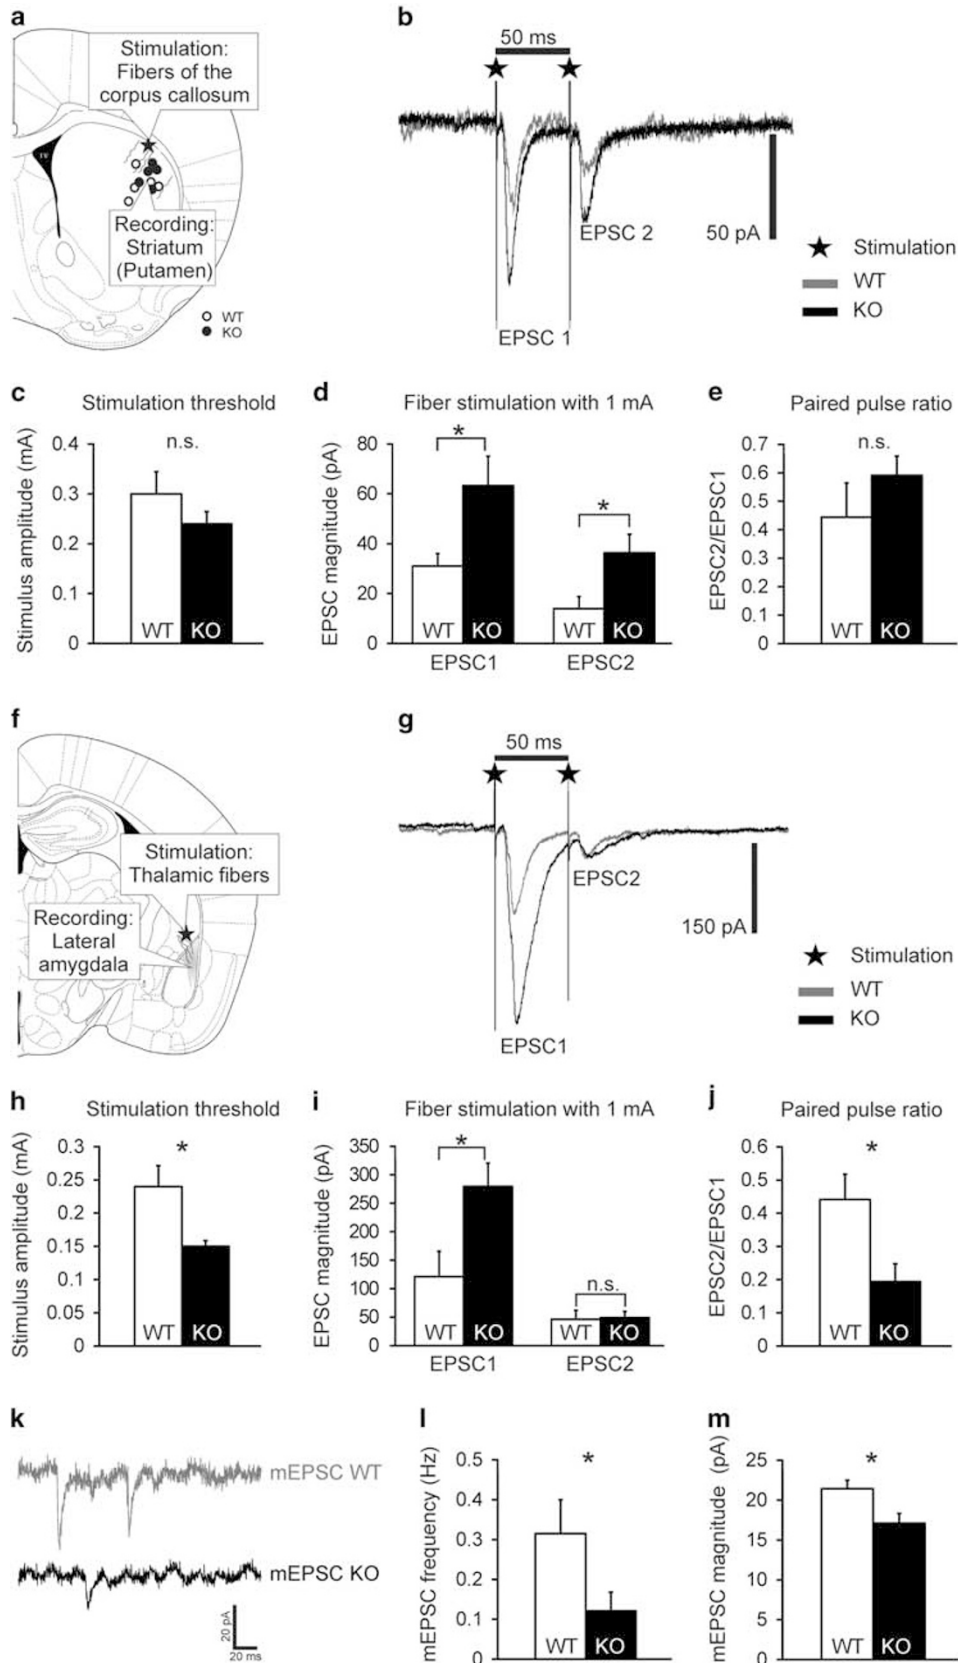 a
Stimulation:
Fibers of the
corpus callosum
Recording:
Striatum
(Putamen)
WT
KO
b
50 ms
EPSC 1
EPSC 2
50 pA
Stimulation
WT
KO
c
Stimulation threshold
Stimulus amplitude (mA)
0.4
0.3
0.2
0.1
0
n.s.
WT
KO
d
Fiber stimulation with 1 mA
EPSC magnitude (pA)
80
60
40
20
0
*
*
WT
KO
WT
KO
EPSC1
EPSC2
e
Paired pulse ratio
EPSC2/EPSC1
0.7
0.6
0.5
0.4
0.3
0.2
0.1
0
n.s.
WT
KO
f
Stimulation:
Thalamic fibers
Recording:
Lateral
amygdala
g
50 ms
EPSC1
EPSC2
150 pA
Stimulation
WT
KO
h
Stimulation threshold
Stimulus amplitude (mA)
0.3
0.25
0.2
0.15
0.1
0.05
0
*
WT
KO
i
Fiber stimulation with 1 mA
EPSC magnitude (pA)
350
300
250
200
150
100
50
0
*
n.s.
WT
KO
WT
KO
EPSC1
EPSC2
j
Paired pulse ratio
EPSC2/EPSC1
0.6
0.5
0.4
0.3
0.2
0.1
0
*
WT
KO
k
mEPSC WT
mEPSC KO
20 pA
20 ms
l
mEPSC frequency (Hz)
0.5
0.4
0.3
0.2
0.1
0
*
WT
KO
m
mEPSC magnitude (pA)
25
20
15
10
5
0
*
WT
KO